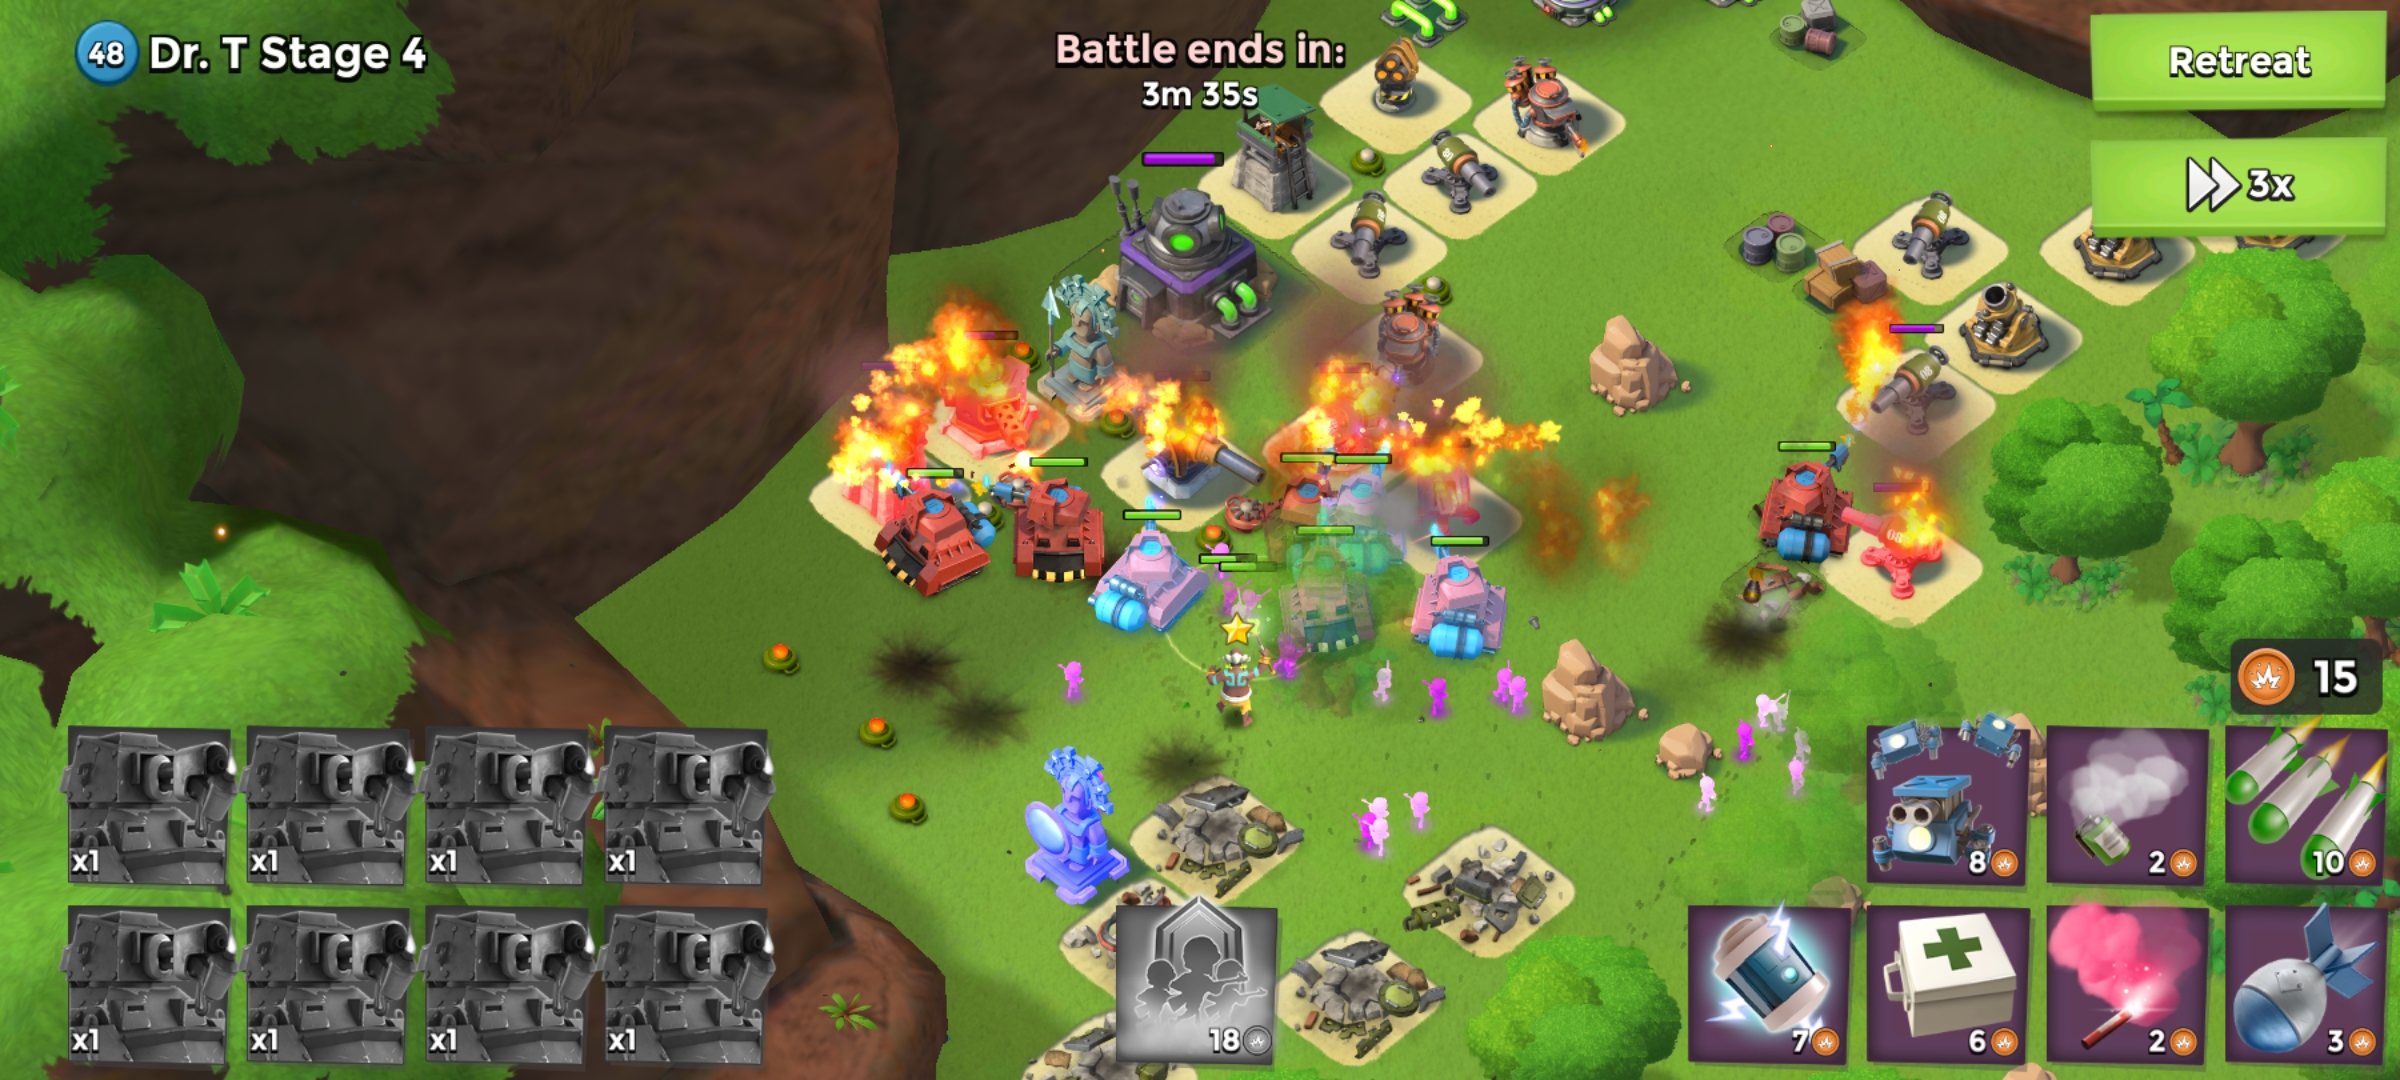 48 Dr. T Stage 4
Battle ends in:
3m 35s
Retreat
3x
15
8
2
10
x1
x1
x1
x1
x1
x1
x1
x1
18
7
6
2
3